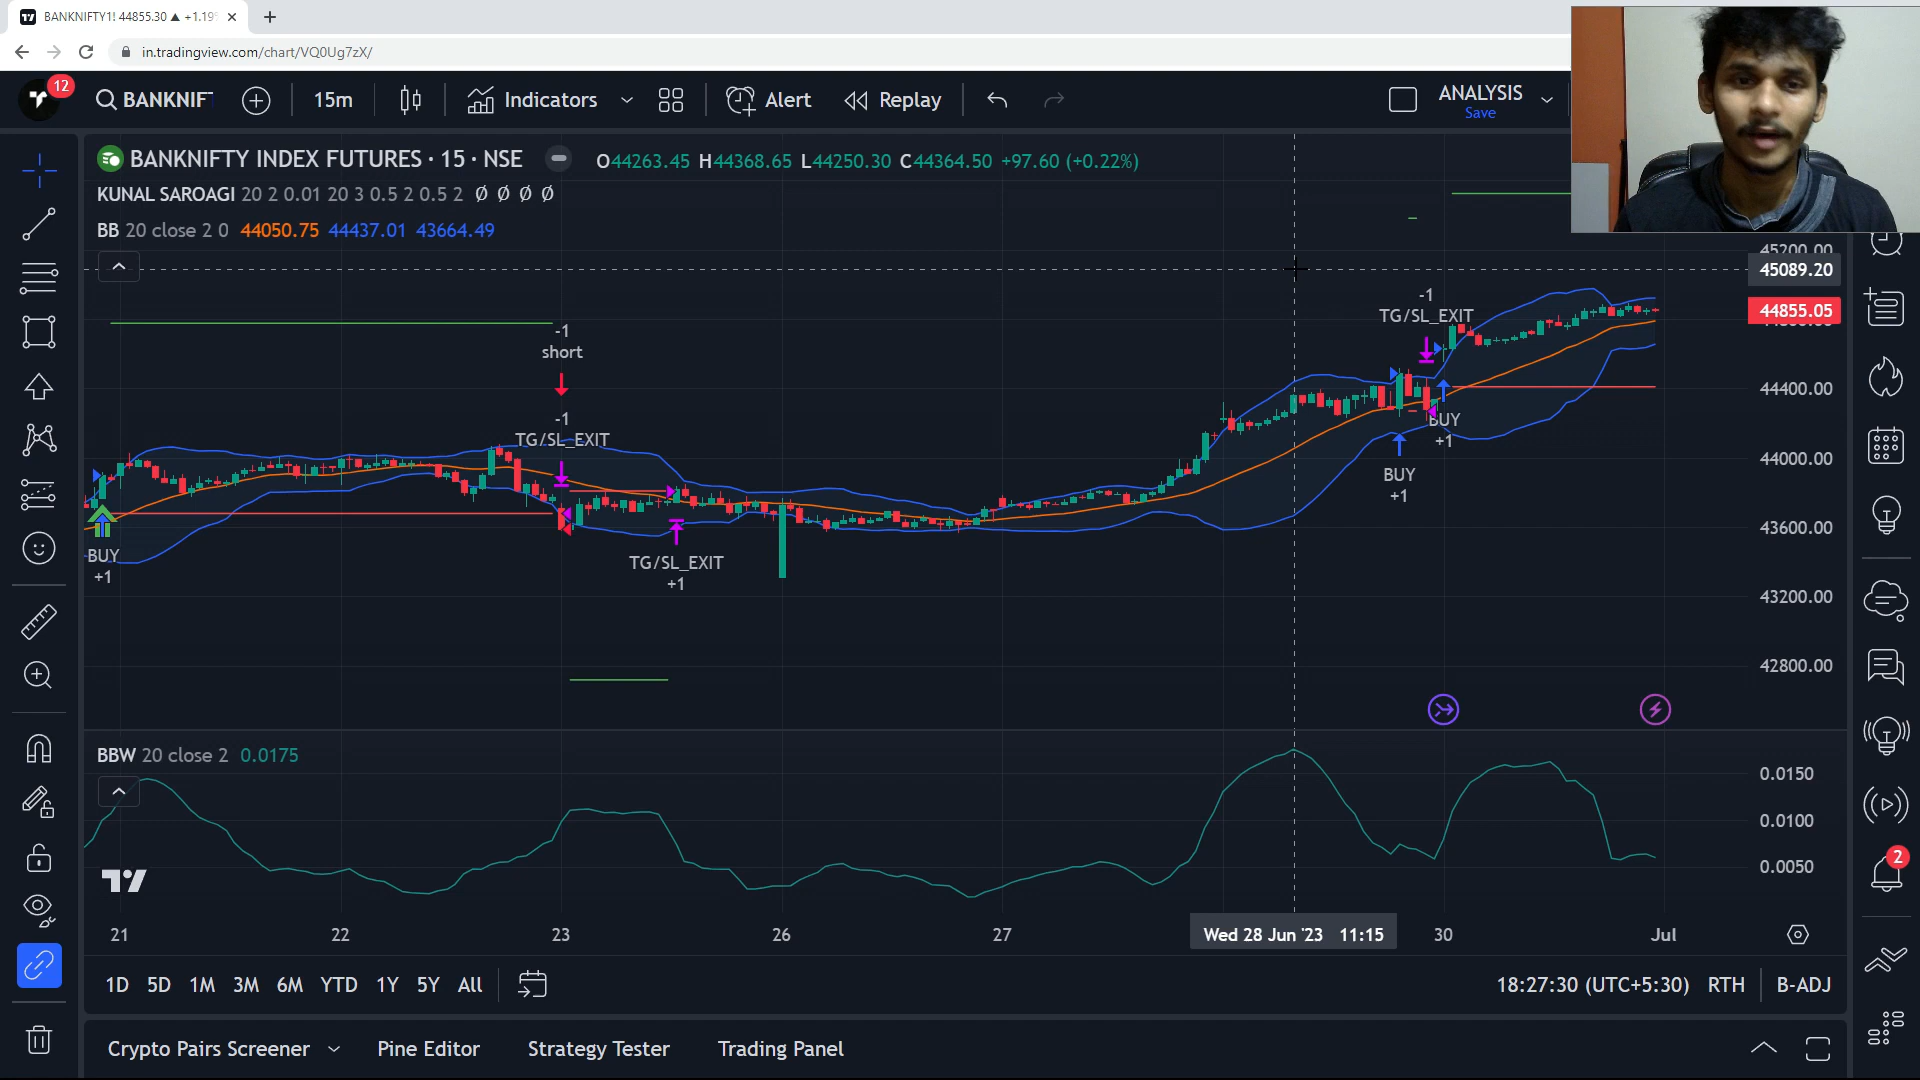 BANKNIFTY1! 44855.30 ▲ +1.19%
in.tradingview.com/chart/VQ0Ug7zX/
12
BANKNIF
15m
Indicators
Alert
Replay
ANALYSIS
Save
BANKNIFTY INDEX FUTURES · 15 · NSE
O44263.45 H44368.65 L44250.30 C44364.50 +97.60 (+0.22%)
KUNAL SAROAGI 20 2 0.01 20 3 0.5 2 0.5 2 Ø Ø Ø Ø
BB 20 close 2 0 44050.75 44437.01 43664.49
45200.00
45089.20
44855.05
44400.00
44000.00
43600.00
43200.00
42800.00
-1
TG/SL_EXIT
-1
short
-1
TG/SL_EXIT
BUY
+1
BUY
+1
BUY
+1
TG/SL_EXIT
+1
BBW 20 close 2 0.0175
0.0150
0.0100
0.0050
2
21
22
23
26
27
Wed 28 Jun '23 11:15
30
Jul
1D 5D 1M 3M 6M YTD 1Y 5Y All
18:27:30 (UTC+5:30) RTH B-ADJ
Crypto Pairs Screener
Pine Editor
Strategy Tester
Trading Panel